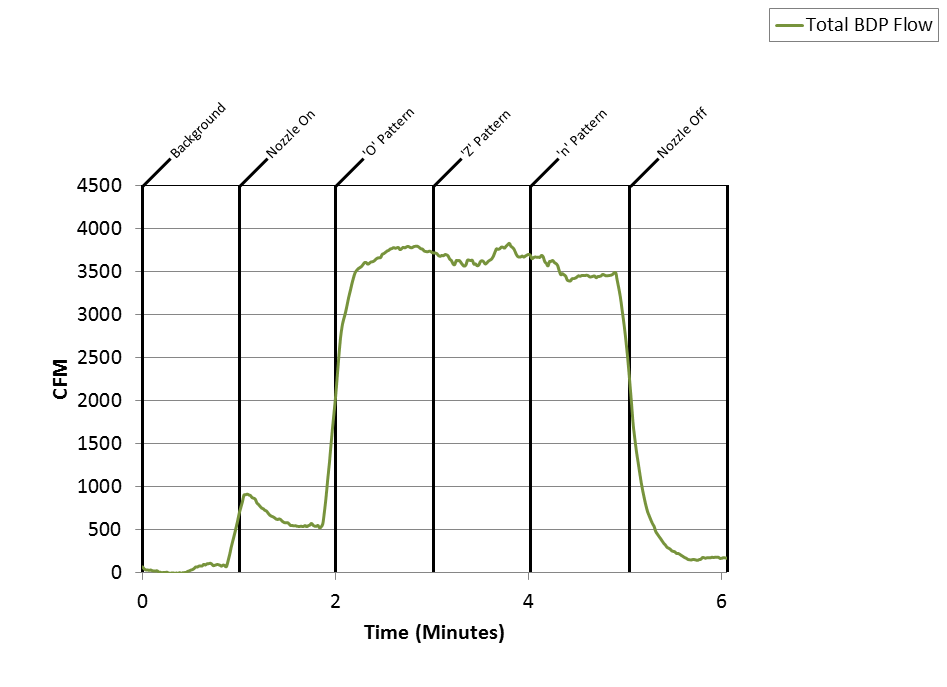 Total BDP Flow
Background
Nozzle On
'O' Pattern
'Z' Pattern
'n' Pattern
Nozzle Off
4500
4000
3500
3000
2500
2000
1500
1000
500
0
CFM
0 2 4 6
Time (Minutes)